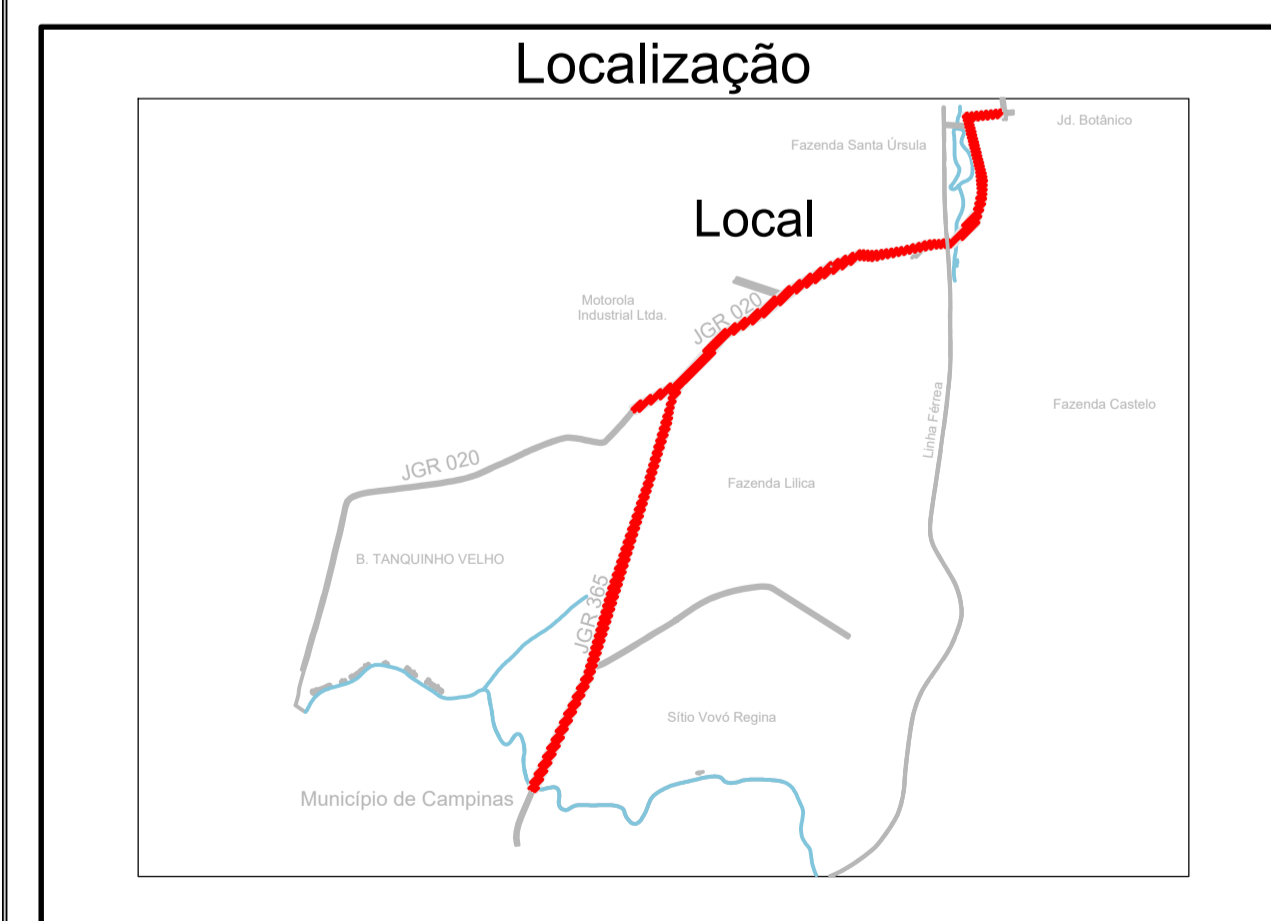 Localização
Jd. Botânico
Fazenda Santa Úrsula
Local
Motorola
Industrial Ltda.
JGR 020
Linha Férrea
Fazenda Castelo
JGR 020
Fazenda Lilica
B. TANQUINHO VELHO
JGR 365
Sítio Vovó Regina
Município de Campinas